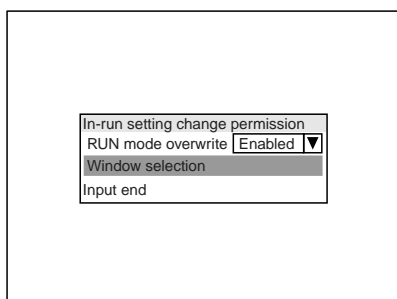 In-run setting change permission
RUN mode overwrite Enabled ▼
Window selection
Input end